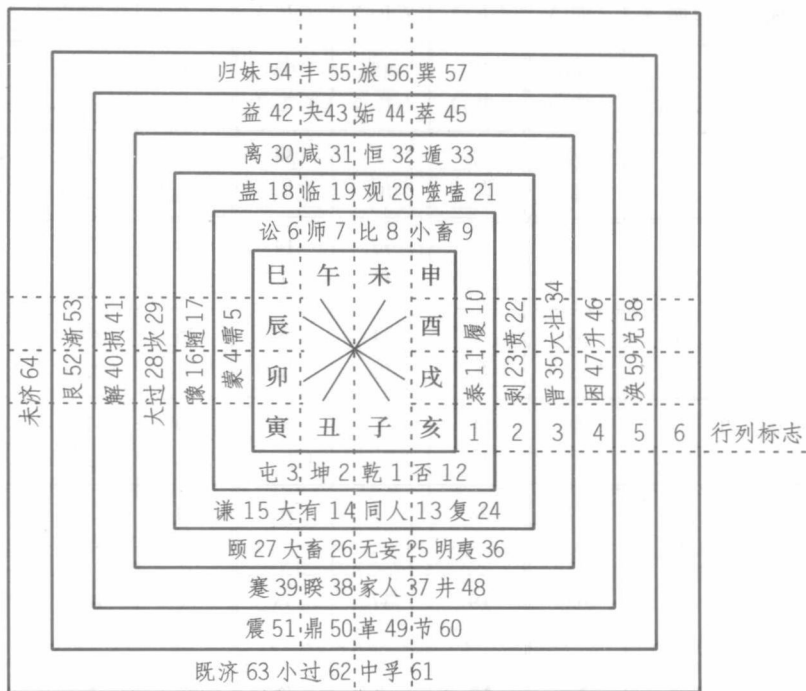 归妹 54 丰 55 旅 56 巽 57
益 42 夬43 姤 44 萃 45
离 30 咸 31 恒 32 遁 33
蛊 18 临 19 观 20 噬嗑 21
讼 6 师 7 比 8 小畜 9
巳 午 未 申
辰 酉
卯 戌
寅 丑 子 亥
未济 64
艮 52 渐 53
解 40 损 41
大过 28 坎 29
豫 16 随 17
蒙 4 需 5
泰 11 履 10
剥 23 贲 22
晋 35 大壮 34
困 47 升 46
涣 59 兑 58
1 2 3 4 5 6 行列标志
屯 3 坤 2 乾 1 否 12
谦 15 大有 14 同人 13 复 24
颐 27 大畜 26 无妄 25 明夷 36
蹇 39 睽 38 家人 37 井 48
震 51 鼎 50 革 49 节 60
既济 63 小过 62 中孚 61